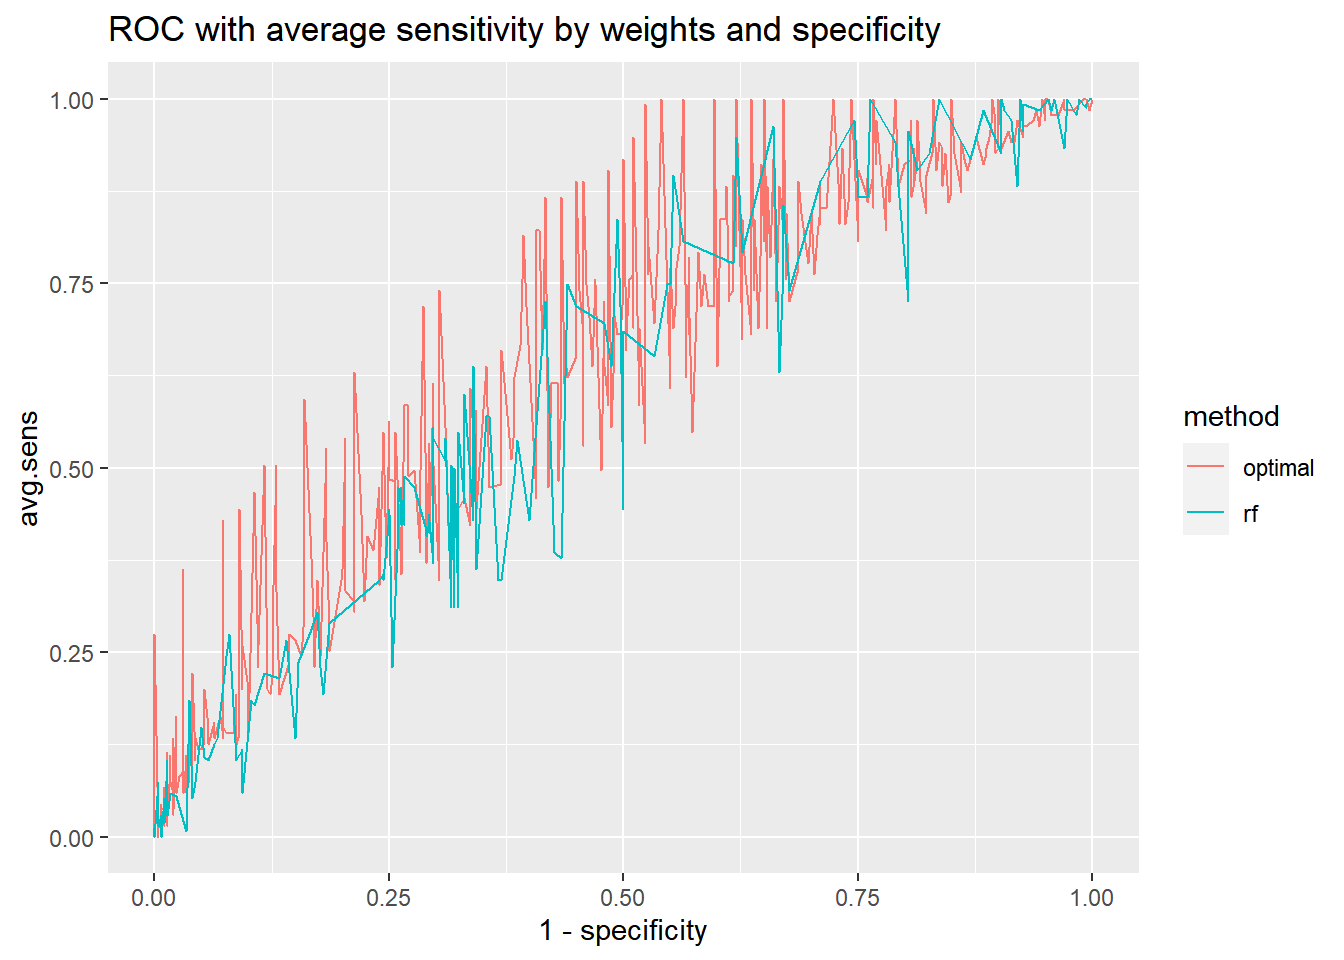 ROC with average sensitivity by weights and specificity
1.00
0.75
0.50
0.25
0.00
avg.sens
0.00 0.25 0.50 0.75 1.00
1 - specificity
method
optimal
rf